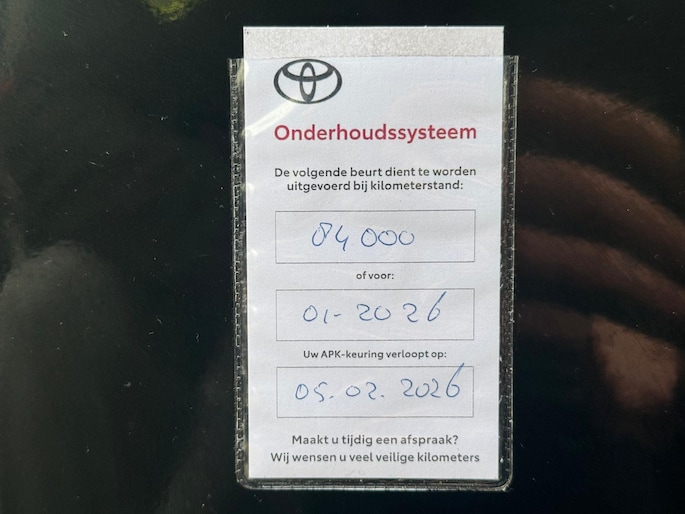 Onderhoudssysteem
De volgende beurt dient te worden
uitgevoerd bij kilometerstand:
84 000
of voor:
01-2026
Uw APK-keuring verloopt op:
05.02.2026
Maakt u tijdig een afspraak?
Wij wensen u veel veilige kilometers